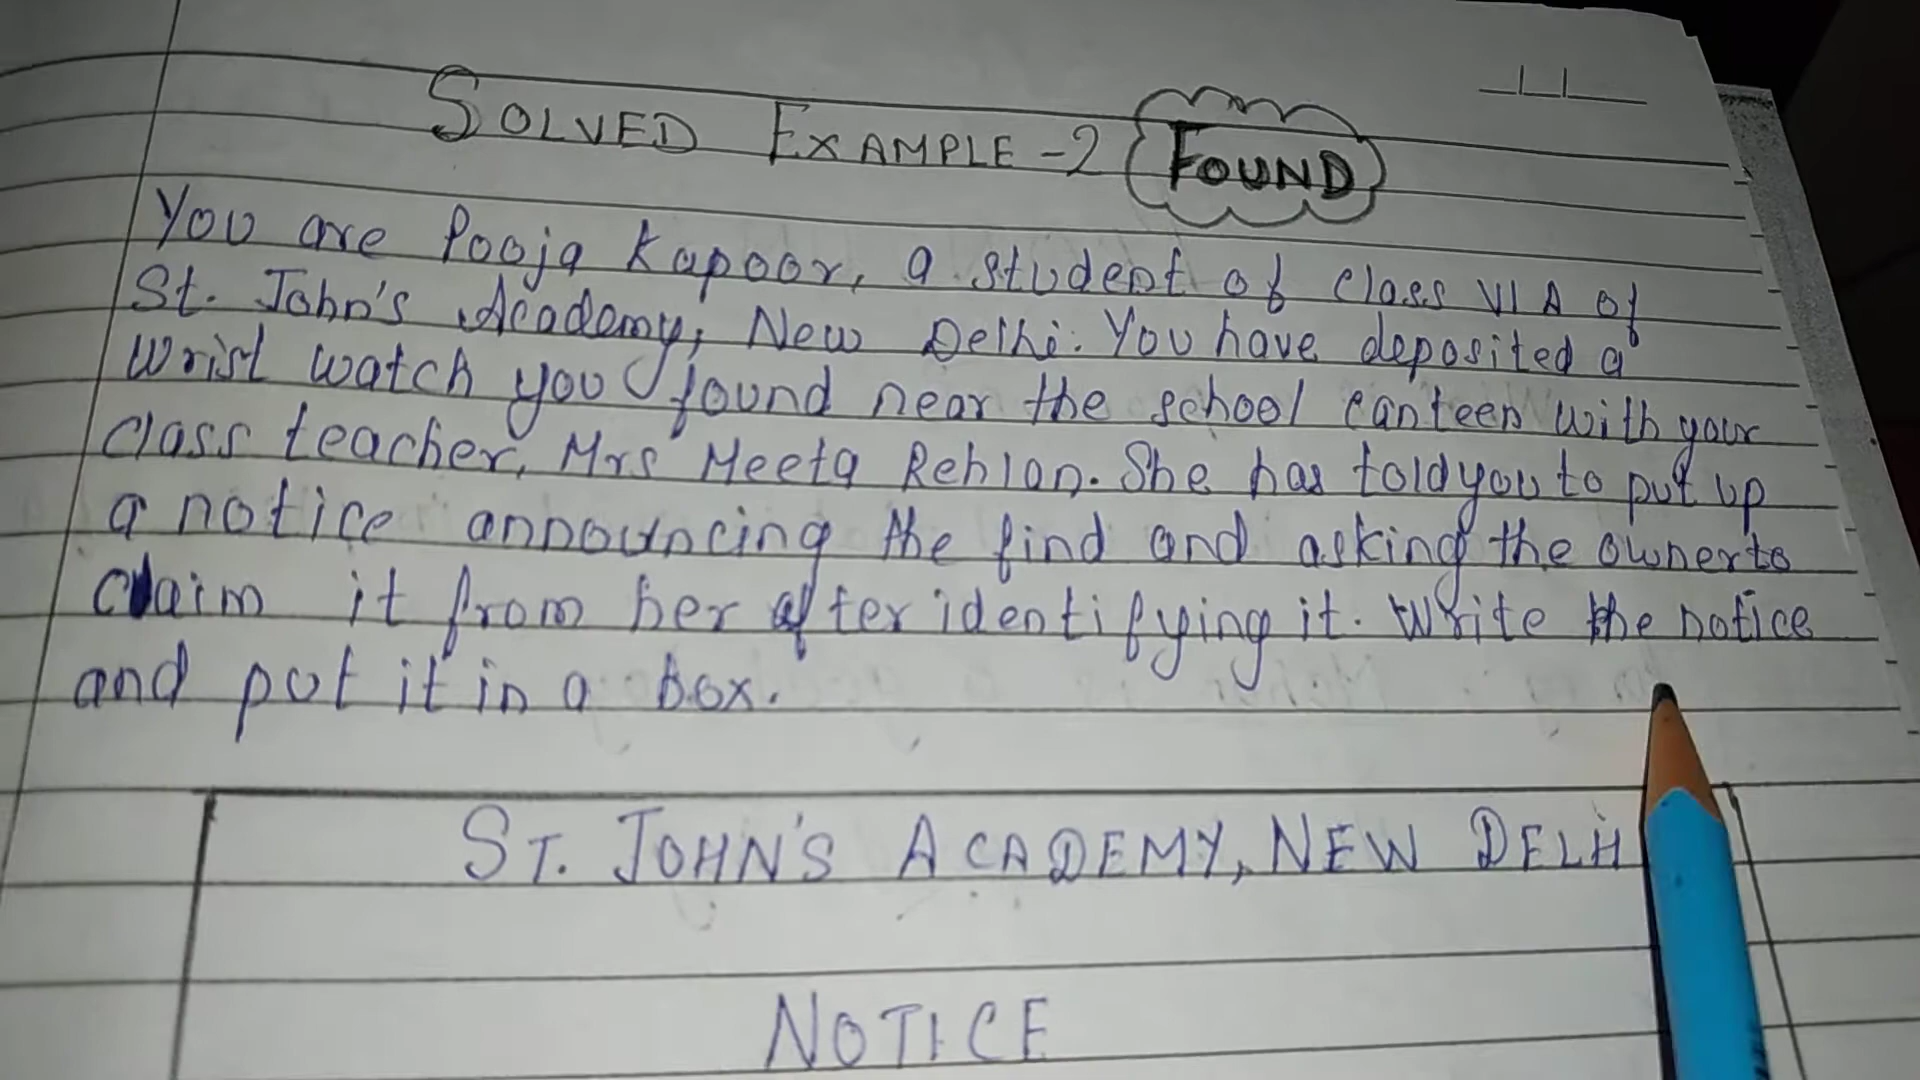 SOLVED EXAMPLE-2 FOUND
You are Pooja Kapoor, a student of class VI A of
St. John's Academy, New Delhi. You have deposited a
wrist watch you found near the school canteen with your
class teacher, Mrs Meeta Rehlan. She has told you to put up
a notice announcing the find and asking the owner to
claim it from her after identifying it. Write the notice
and put it in a box.
ST. JOHN'S ACADEMY, NEW DELH
NOTICE